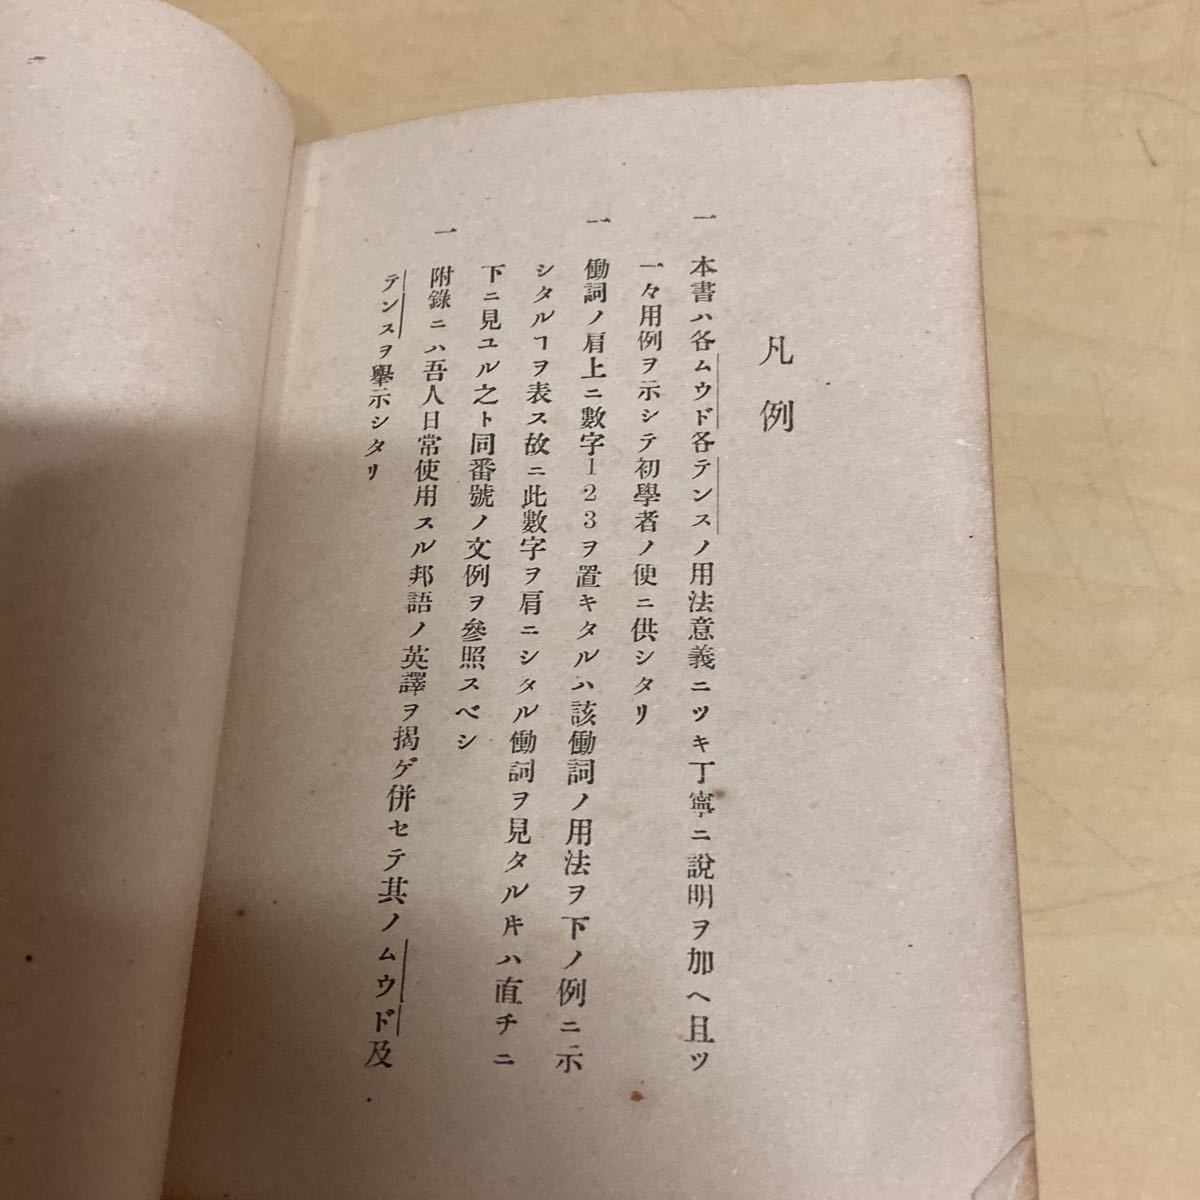 凡例
一 本書ハ各ムウド各テンスノ用法意義ニツキ丁寧ニ說明ヲ加ヘ且ツ
一々用例ヲ示シテ初學者ノ便ニ供シタリ
一 働詞ノ肩上ニ數字123ヲ置キタルハ該働詞ノ用法ヲ下ノ例ニ示
シタルヿヲ表ス故ニ此數字ヲ肩ニシタル働詞ヲ見タル𪜈ハ直チニ
下ニ見ユル之ト同番號ノ文例ヲ參照スベシ
一 附錄ニハ吾人日常使用スル邦語ノ英譯ヲ揭ゲ併セテ其ノムウド及
テンスヲ擧示シタリ